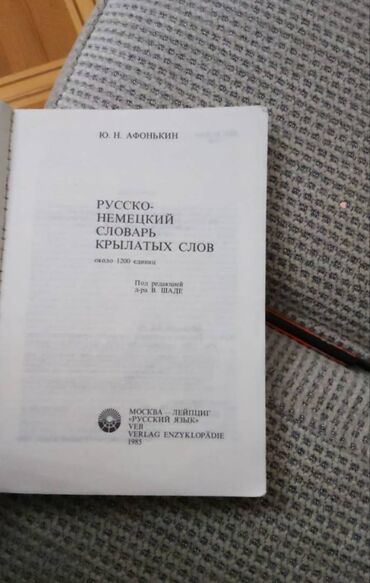 Ю. Н. АФОНЬКИН
РУССКО-
НЕМЕЦКИЙ
СЛОВАРЬ
КРЫЛАТЫХ СЛОВ
около 1200 единиц
Под редакцией
д-ра В. ШАДЕ
МОСКВА — ЛЕЙПЦИГ
«РУССКИЙ ЯЗЫК»
VEB
VERLAG ENZYKLOPÄDIE
1985